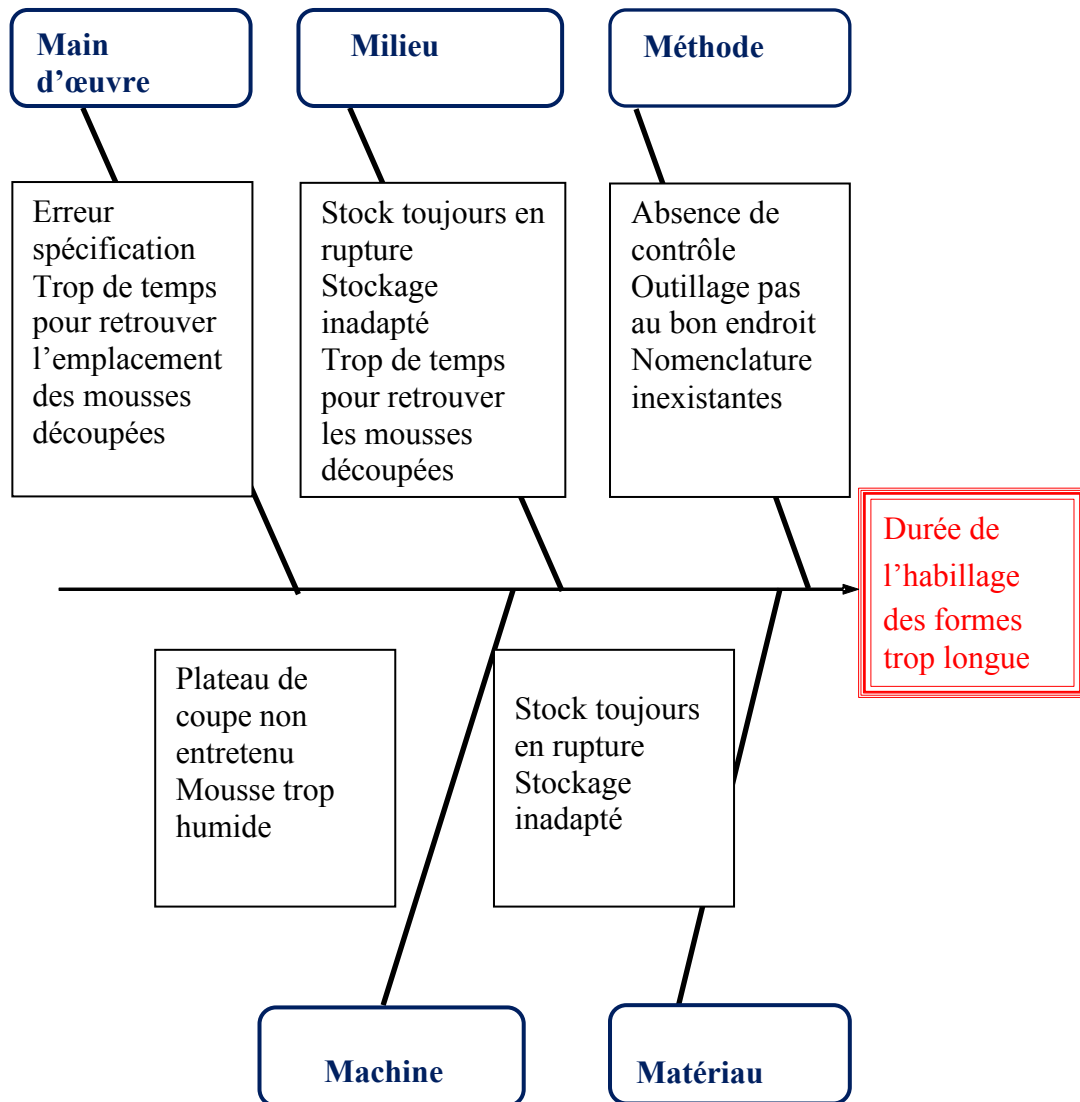 Main
d’œuvre
Milieu
Méthode
Erreur
spécification
Trop de temps
pour retrouver
l’emplacement
des mousses
découpées
Stock toujours en
rupture
Stockage
inadapté
Trop de temps
pour retrouver
les mousses
découpées
Absence de
contrôle
Outillage pas
au bon endroit
Nomenclature
inexistantes
Durée de
l’habillage
des formes
trop longue
Plateau de
coupe non
entretenu
Mousse trop
humide
Stock toujours
en rupture
Stockage
inadapté
Machine
Matériau